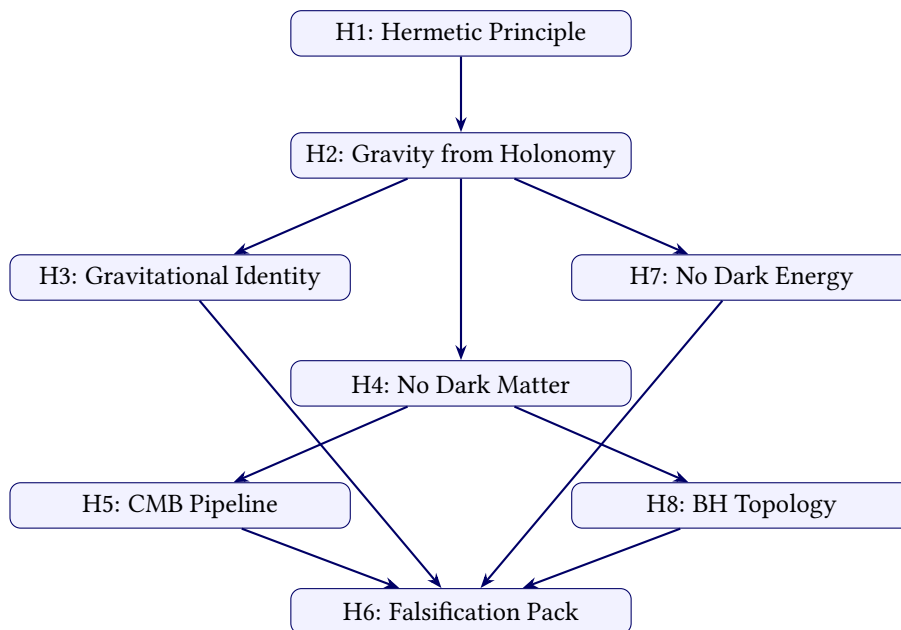 H1: Hermetic Principle
H2: Gravity from Holonomy
H3: Gravitational Identity
H7: No Dark Energy
H4: No Dark Matter
H5: CMB Pipeline
H8: BH Topology
H6: Falsification Pack